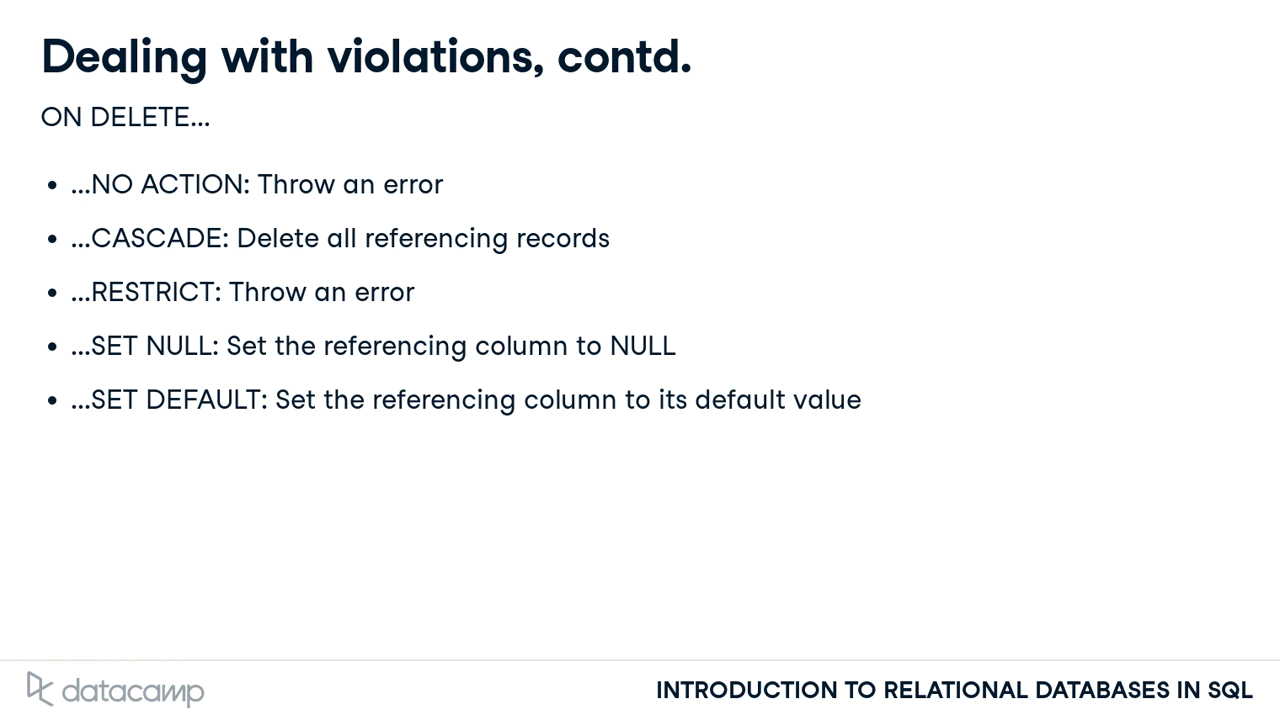 Dealing with violations, contd.
ON DELETE...
• ...NO ACTION: Throw an error
• ...CASCADE: Delete all referencing records
• ...RESTRICT: Throw an error
• ...SET NULL: Set the referencing column to NULL
• ...SET DEFAULT: Set the referencing column to its default value
datacamp
INTRODUCTION TO RELATIONAL DATABASES IN SQL